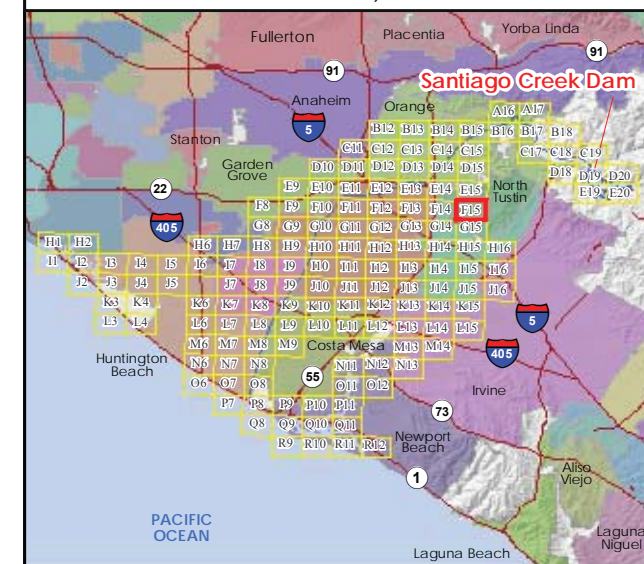 Fullerton
Placentia
Yorba Linda
91
91
Santiago Creek Dam
Anaheim
Orange
5
A16 A17
B12 B13 B14 B15 B16 B17 B18
Stanton
C11 C12 C13 C14 C15 C17 C18 C19
Garden
Grove
D10 D11 D12 D13 D14 D15 D18 D19 D20
E9 E10 E11 E12 E13 E14 E15 E19 E20
North
Tustin
22
F8 F9 F10 F11 F12 F13 F14 F15
405
G8 G9 G10 G11 G12 G13 G14 G15
H1 H2 H6 H7 H8 H9 H10 H11 H12 H13 H14 H15 H16
I1 I2 I3 I4 I5 I6 I7 I8 I9 I10 I11 I12 I13 I14 I15 I16
J2 J3 J4 J5 J7 J8 J9 J10 J11 J12 J13 J14 J15 J16
K3 K4 K6 K7 K8 K9 K10 K11 K12 K13 K14 K15
5
L3 L4 L6 L7 L8 L9 L10 L11 L12 L13 L14 L15
M6 M7 M8 M9 Costa Mesa M13 M14
405
Huntington
Beach
N6 N7 N8 N11 N12 N13
55
O6 O7 O8 O11 O12
Irvine
P7 P8 P9 P10 P11
73
Q8 Q9 Q10 Q11
R9 R10 R11 R12
Newport
Beach
1
Aliso
Viejo
PACIFIC
OCEAN
Laguna
Niguel
Laguna Beach